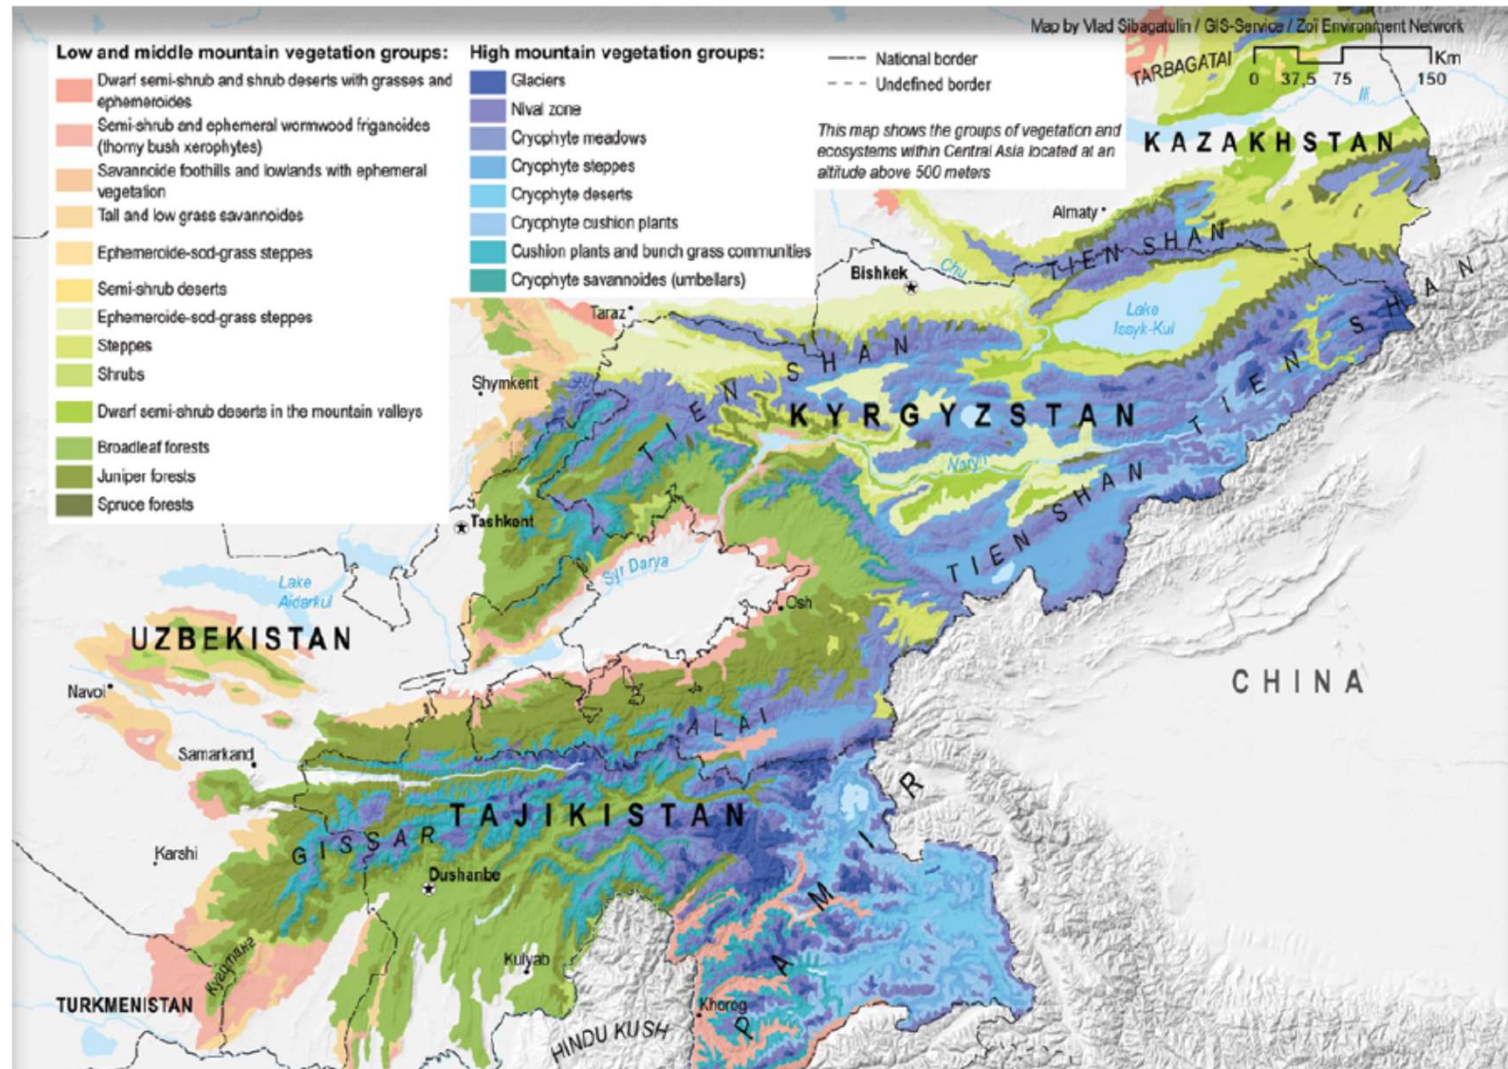 Map by Vlad Sibagatulin / GIS-Service / Zoï Environment Network
Low and middle mountain vegetation groups:
Dwarf semi-shrub and shrub deserts with grasses and
ephemeroides
Semi-shrub and ephemeral wormwood friganoides
(thorny bush xerophytes)
Savannoide foothills and lowlands with ephemeral
vegetation
Tall and low grass savannoides
Ephemeroide-sod-grass steppes
Semi-shrub deserts
Ephemeroide-sod-grass steppes
Steppes
Shrubs
Dwarf semi-shrub deserts in the mountain valleys
Broadleaf forests
Juniper forests
Spruce forests
High mountain vegetation groups:
Glaciers
Nival zone
Cryophyte meadows
Cryophyte steppes
Cryophyte deserts
Cryophyte cushion plants
Cushion plants and bunch grass communities
Cryophyte savannoides (umbellars)
National border
Undefined border
This map shows the groups of vegetation and
ecosystems within Central Asia located at an
altitude above 500 meters
Km
0 37,5 75 150
TARBAGATAI
Ili
KAZAKHSTAN
Almaty
TIEN SHAN
Bishkek
Chu
Lake
Issyk-Kul
Taraz
TIEN SHAN
TIEN SHAN
Shymkent
KYRGYZSTAN
Naryn
TIEN SHAN
Tashkent
Syr Darya
Osh
Lake
Aidarkul
UZBEKISTAN
Navoi
CHINA
Samarkand
ALAI
PAMIR
TAJIKISTAN
GISSAR
Karshi
Dushanbe
Kulyab
Kugitang
TURKMENISTAN
Khorog
HINDU KUSH